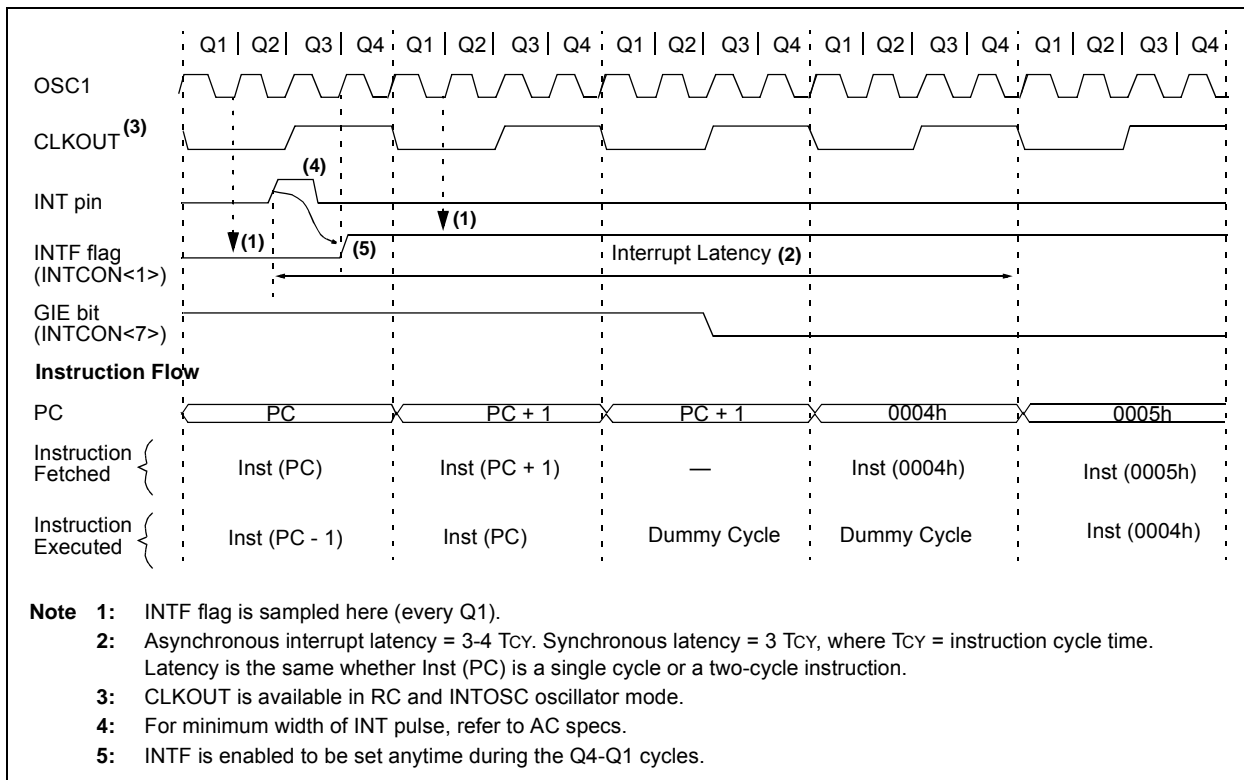 Q1 | Q2 | Q3 | Q4 Q1 | Q2 | Q3 | Q4 Q1 | Q2 | Q3 | Q4 Q1 | Q2 | Q3 | Q4 Q1 | Q2 | Q3 | Q4
OSC1
CLKOUT (3)
(4)
INT pin
(1)
(1)
(5)
INTF flag
(INTCON<1>)
Interrupt Latency (2)
GIE bit
(INTCON<7>)
Instruction Flow
PC PC PC + 1 PC + 1 0004h 0005h
Instruction
Fetched
Inst (PC) Inst (PC + 1) — Inst (0004h) Inst (0005h)
Instruction
Executed
Inst (PC - 1) Inst (PC) Dummy Cycle Dummy Cycle Inst (0004h)
Note 1: INTF flag is sampled here (every Q1).
2: Asynchronous interrupt latency = 3-4 TCY. Synchronous latency = 3 TCY, where TCY = instruction cycle time.
Latency is the same whether Inst (PC) is a single cycle or a two-cycle instruction.
3: CLKOUT is available in RC and INTOSC oscillator mode.
4: For minimum width of INT pulse, refer to AC specs.
5: INTF is enabled to be set anytime during the Q4-Q1 cycles.